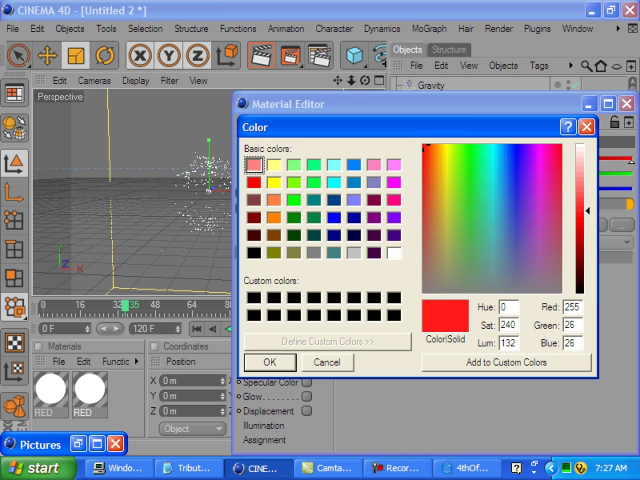 CINEMA 4D - [Untitled 2 *]
File Edit Objects Tools Selection Structure Functions Animation Character Dynamics MoGraph Hair Render Plugins Window
Objects Structure
Edit Cameras Display Filter View
File Edit View Objects Tags
Perspective
Gravity
Material Editor
Color
Basic colors:
Custom colors:
Define Custom Colors >>
OK Cancel
Color|Solid
Hue: 0 Red: 255
Sat: 240 Green: 26
Lum: 132 Blue: 26
Add to Custom Colors
Y
Z X
0 16 32 35 48 64 80 96
0 F 120 F
Materials
File Edit Functic
RED RED
Coordinates
Position
X 0 m
Y 0 m
Z 0 m
Object
Specular Color
Glow
Displacement
Illumination
Assignment
Pictures
start Windo... Tribut... CINE... Camta... Recor... 4thOf... 7:27 AM